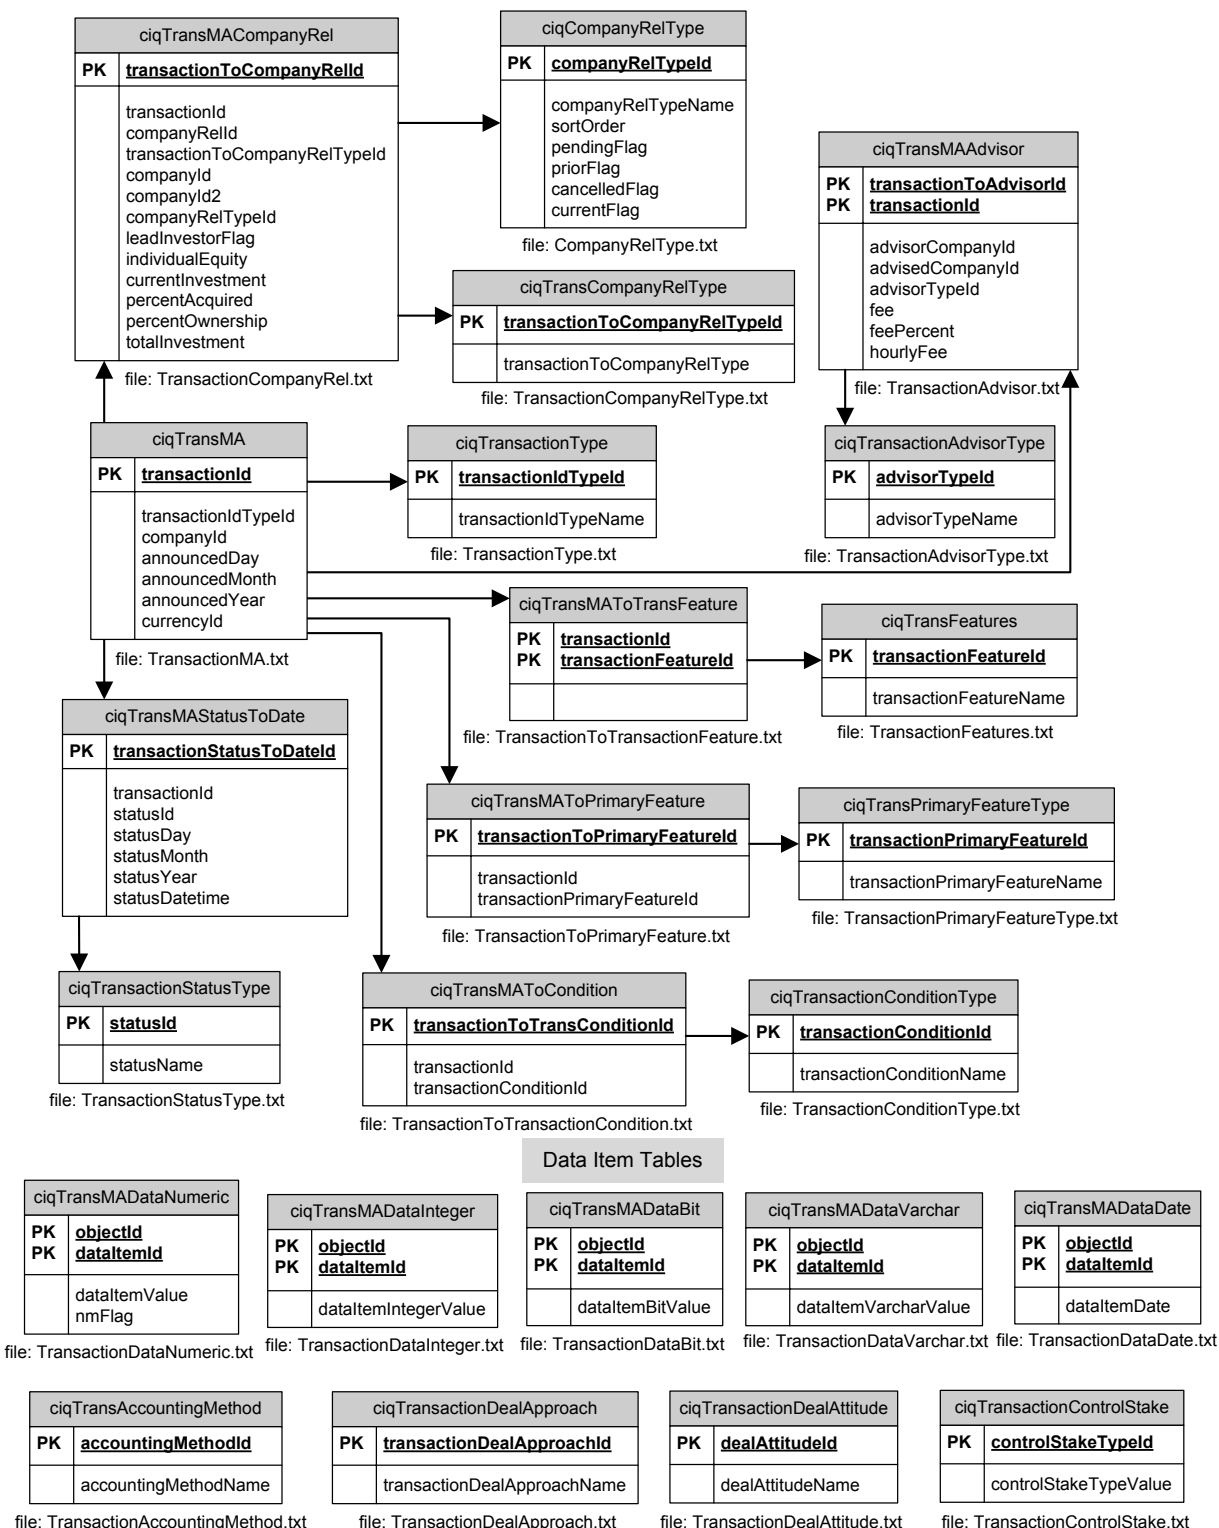 ciqTransMACompanyRel
PK transactionToCompanyRelId
transactionId
companyRelId
transactionToCompanyRelTypeId
companyId
companyId2
companyRelTypeId
leadInvestorFlag
individualEquity
currentInvestment
percentAcquired
percentOwnership
totalInvestment
file: TransactionCompanyRel.txt
ciqCompanyRelType
PK companyRelTypeId
companyRelTypeName
sortOrder
pendingFlag
priorFlag
cancelledFlag
currentFlag
file: CompanyRelType.txt
ciqTransCompanyRelType
PK transactionToCompanyRelTypeId
transactionToCompanyRelType
file: TransactionCompanyRelType.txt
ciqTransMAAdvisor
PK transactionToAdvisorId
PK transactionId
advisorCompanyId
advisedCompanyId
advisorTypeId
fee
feePercent
hourlyFee
file: TransactionAdvisor.txt
ciqTransMA
PK transactionId
transactionIdTypeId
companyId
announcedDay
announcedMonth
announcedYear
currencyId
file: TransactionMA.txt
ciqTransactionType
PK transactionIdTypeId
transactionIdTypeName
file: TransactionType.txt
ciqTransactionAdvisorType
PK advisorTypeId
advisorTypeName
file: TransactionAdvisorType.txt
ciqTransMAToTransFeature
PK transactionId
PK transactionFeatureId
file: TransactionToTransactionFeature.txt
ciqTransFeatures
PK transactionFeatureId
transactionFeatureName
file: TransactionFeatures.txt
ciqTransMAStatusToDate
PK transactionStatusToDateId
transactionId
statusId
statusDay
statusMonth
statusYear
statusDatetime
ciqTransMAToPrimaryFeature
PK transactionToPrimaryFeatureId
transactionId
transactionPrimaryFeatureId
file: TransactionToPrimaryFeature.txt
ciqTransPrimaryFeatureType
PK transactionPrimaryFeatureId
transactionPrimaryFeatureName
file: TransactionPrimaryFeatureType.txt
ciqTransactionStatusType
PK statusId
statusName
file: TransactionStatusType.txt
ciqTransMAToCondition
PK transactionToTransConditionId
transactionId
transactionConditionId
file: TransactionToTransactionCondition.txt
ciqTransactionConditionType
PK transactionConditionId
transactionConditionName
file: TransactionConditionType.txt
Data Item Tables
ciqTransMADataNumeric
PK objectId
PK dataItemId
dataItemValue
nmFlag
file: TransactionDataNumeric.txt
ciqTransMADataInteger
PK objectId
PK dataItemId
dataItemIntegerValue
file: TransactionDataInteger.txt
ciqTransMADataBit
PK objectId
PK dataItemId
dataItemBitValue
file: TransactionDataBit.txt
ciqTransMADataVarchar
PK objectId
PK dataItemId
dataItemVarcharValue
file: TransactionDataVarchar.txt
ciqTransMADataDate
PK objectId
PK dataItemId
dataItemDate
file: TransactionDataDate.txt
ciqTransAccountingMethod
PK accountingMethodId
accountingMethodName
file: TransactionAccountingMethod.txt
ciqTransactionDealApproach
PK transactionDealApproachId
transactionDealApproachName
file: TransactionDealApproach.txt
ciqTransactionDealAttitude
PK dealAttitudeId
dealAttitudeName
file: TransactionDealAttitude.txt
ciqTransactionControlStake
PK controlStakeTypeId
controlStakeTypeValue
file: TransactionControlStake.txt